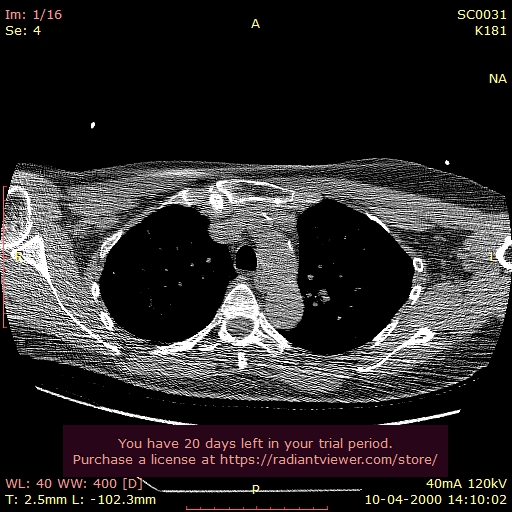 Im: 1/16
Se: 4
A
SC0031
K181
NA
R
L
You have 20 days left in your trial period.
Purchase a license at https://radiantviewer.com/store/
WL: 40 WW: 400 [D]
T: 2.5mm L: -102.3mm
p
40mA 120kV
10-04-2000 14:10:02